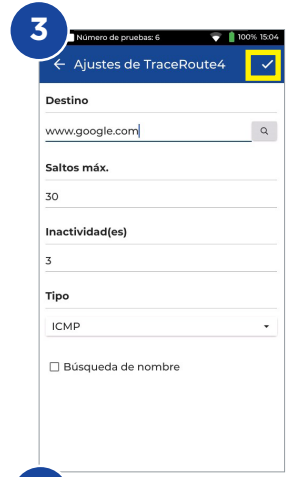 3
Número de pruebas: 6
100% 15:04
Ajustes de TraceRoute4
Destino
www.google.com
Saltos máx.
30
Inactividad(es)
3
Tipo
ICMP
Búsqueda de nombre